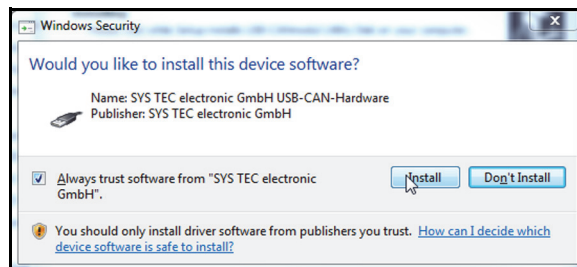 Windows Security
x
Would you like to install this device software?
Name: SYS TEC electronic GmbH USB-CAN-Hardware
Publisher: SYS TEC electronic GmbH
Always trust software from "SYS TEC electronic
GmbH".
Install
Don't Install
You should only install driver software from publishers you trust. How can I decide which
device software is safe to install?